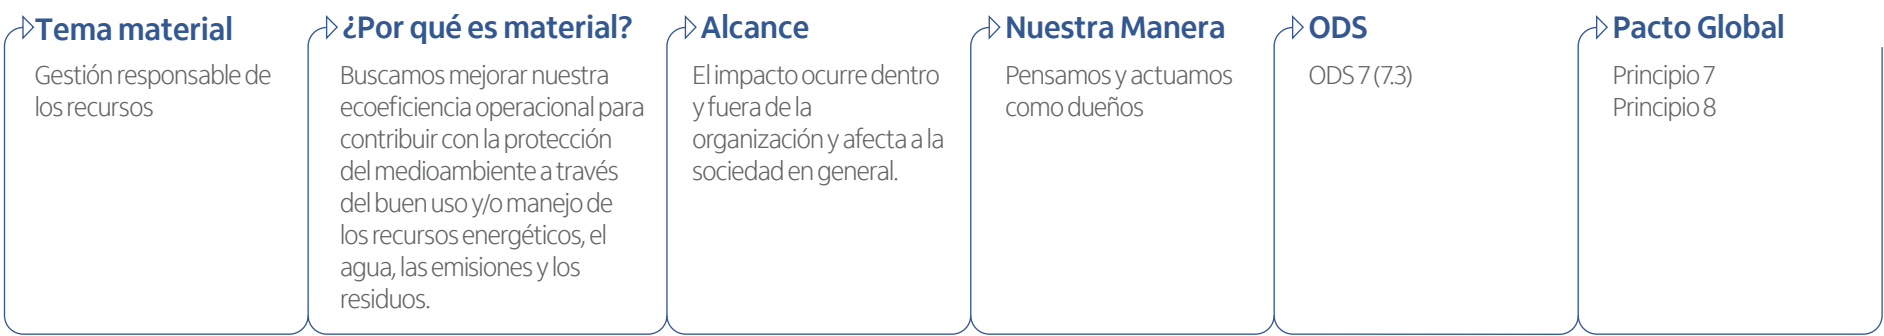 Tema material
Gestión responsable de
los recursos
¿Por qué es material?
Buscamos mejorar nuestra
ecoeficiencia operacional para
contribuir con la protección
del medioambiente a través
del buen uso y/o manejo de
los recursos energéticos, el
agua, las emisiones y los
residuos.
Alcance
El impacto ocurre dentro
y fuera de la
organización y afecta a la
sociedad en general.
Nuestra Manera
Pensamos y actuamos
como dueños
ODS
ODS 7 (7.3)
Pacto Global
Principio 7
Principio 8